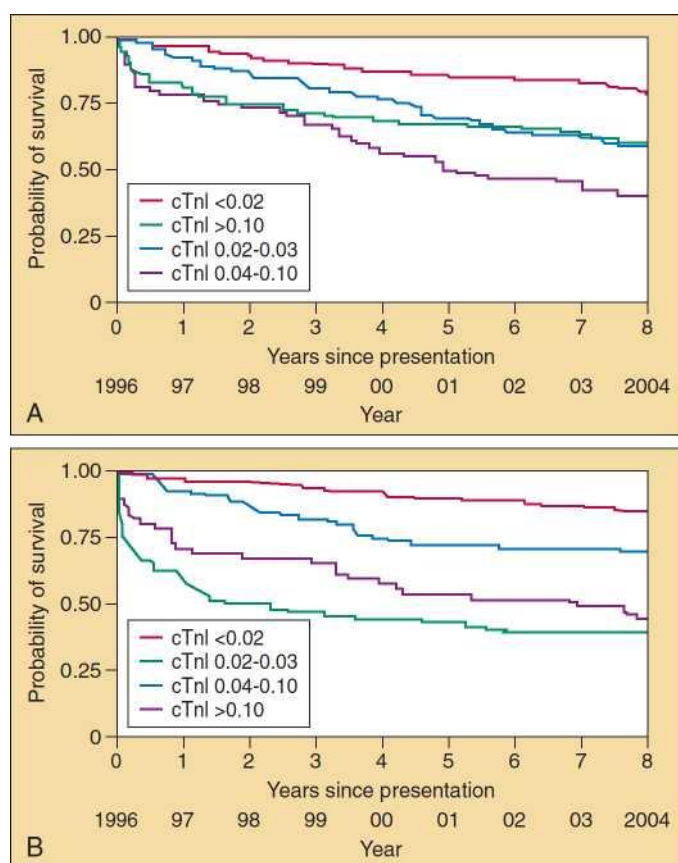 1.00
0.75
0.50
0.25
0
Probability of survival
cTnI <0.02
cTnI >0.10
cTnI 0.02-0.03
cTnI 0.04-0.10
0 1 2 3 4 5 6 7 8
Years since presentation
1996 97 98 99 00 01 02 03 2004
A Year
1.00
0.75
0.50
0.25
0
Probability of survival
cTnI <0.02
cTnI 0.02-0.03
cTnI 0.04-0.10
cTnI >0.10
0 1 2 3 4 5 6 7 8
Years since presentation
1996 97 98 99 00 01 02 03 2004
B Year